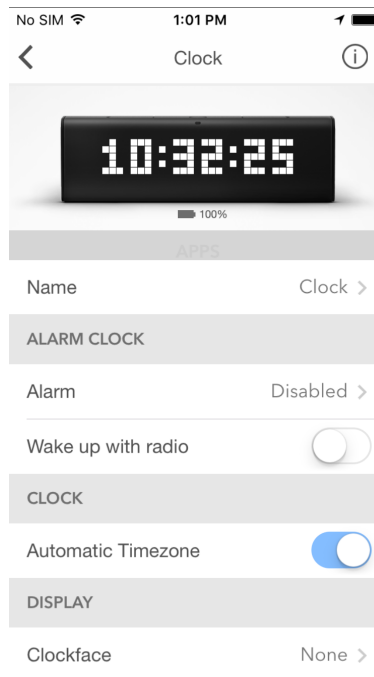 No SIM 1:01 PM
Clock
10:32:25
100%
APPS
Name Clock
ALARM CLOCK
Alarm Disabled
Wake up with radio
CLOCK
Automatic Timezone
DISPLAY
Clockface None